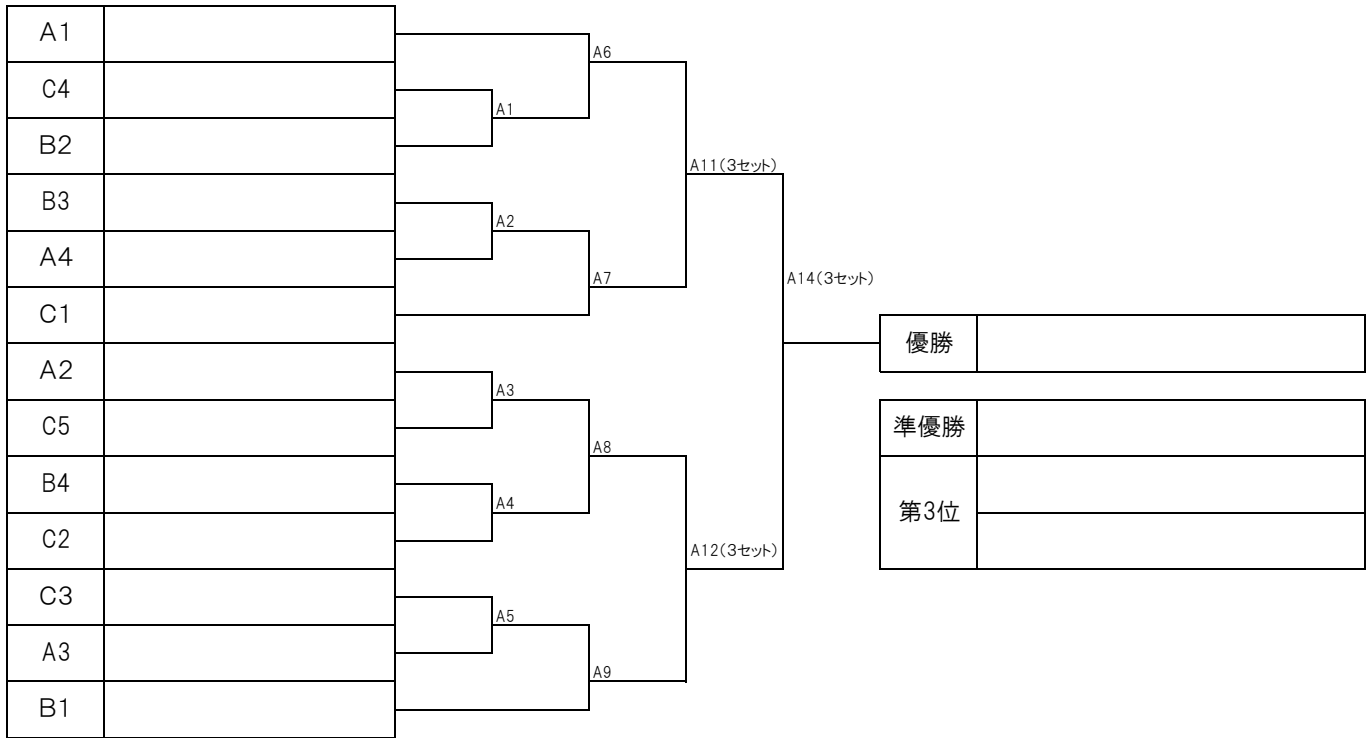 A1
A6
C4
A1
B2
A11(3セット)
B3
A2
A4
A7
A14(3セット)
C1
優勝
A2
A3
C5
準優勝
A8
B4
A4
第3位
C2
A12(3セット)
C3
A5
A3
A9
B1